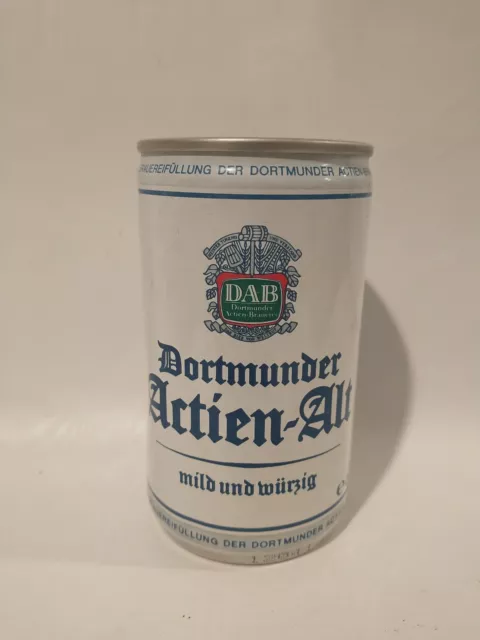 BRAUEREIFÜLLUNG DER DORTMUNDER ACTIEN-
DAB
Dortmunder
Actien-Brauerei
Dortmunder
Actien-Alt
mild und würzig
e
BRAUEREIFÜLLUNG DER DORTMUNDER